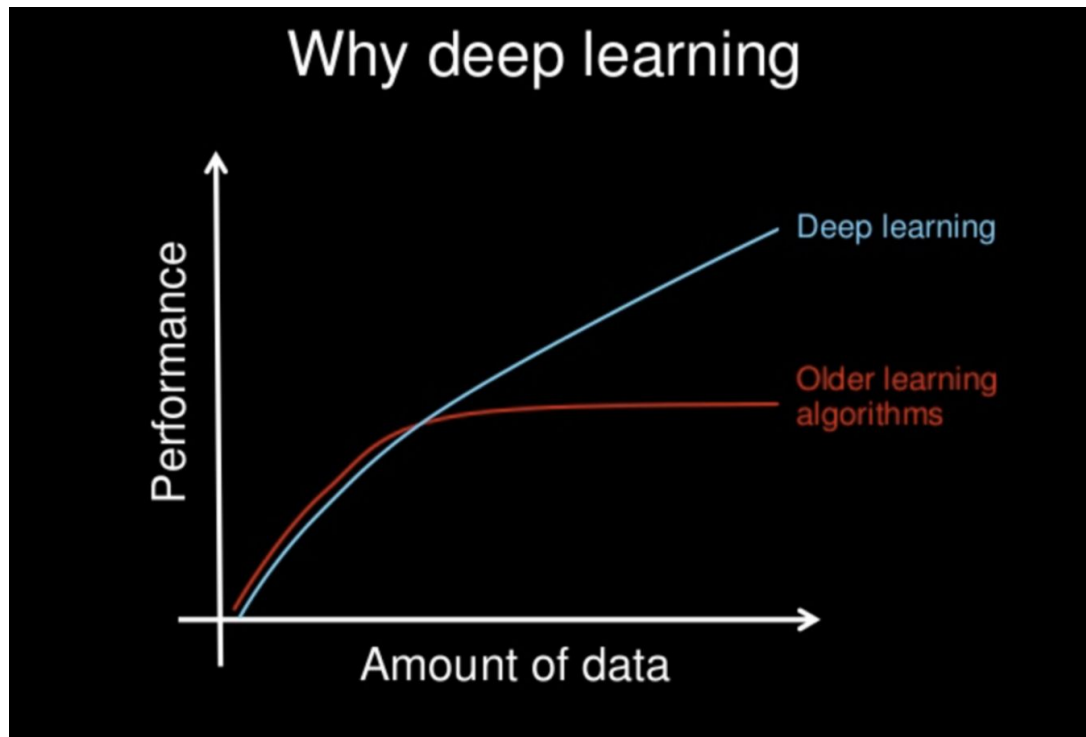 Why deep learning
Performance
Deep learning
Older learning
algorithms
Amount of data